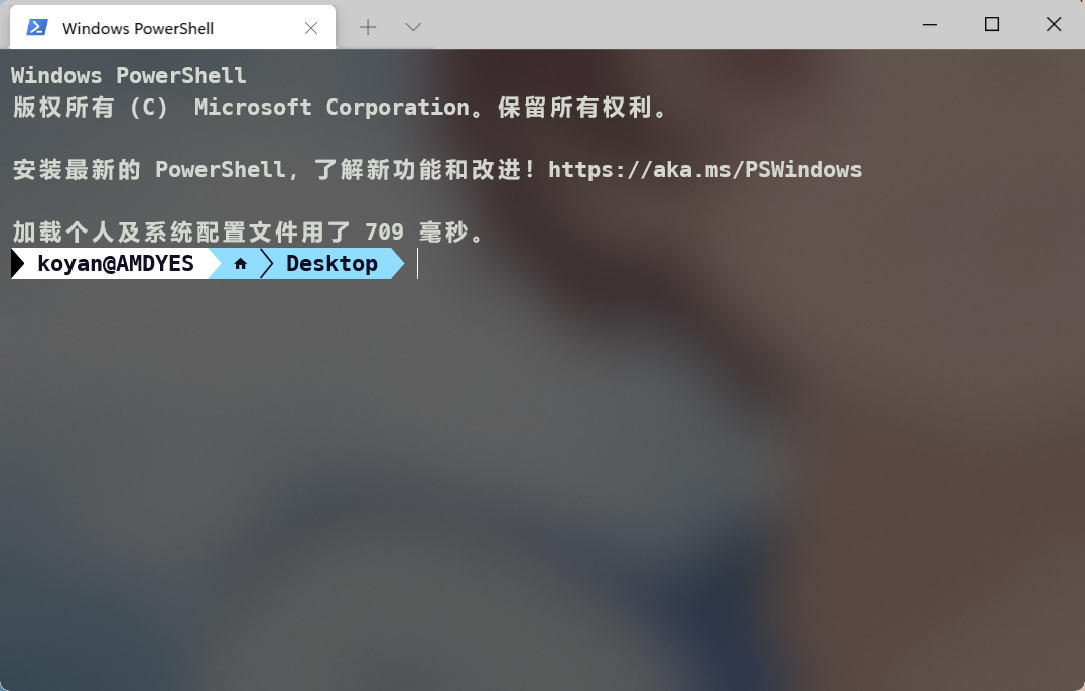 Windows PowerShell
Windows PowerShell
版权所有 (C)  Microsoft Corporation。保留所有权利。
安装最新的 PowerShell，了解新功能和改进！https://aka.ms/PSWindows
加载个人及系统配置文件用了 709 毫秒。
koyan@AMDYES Desktop